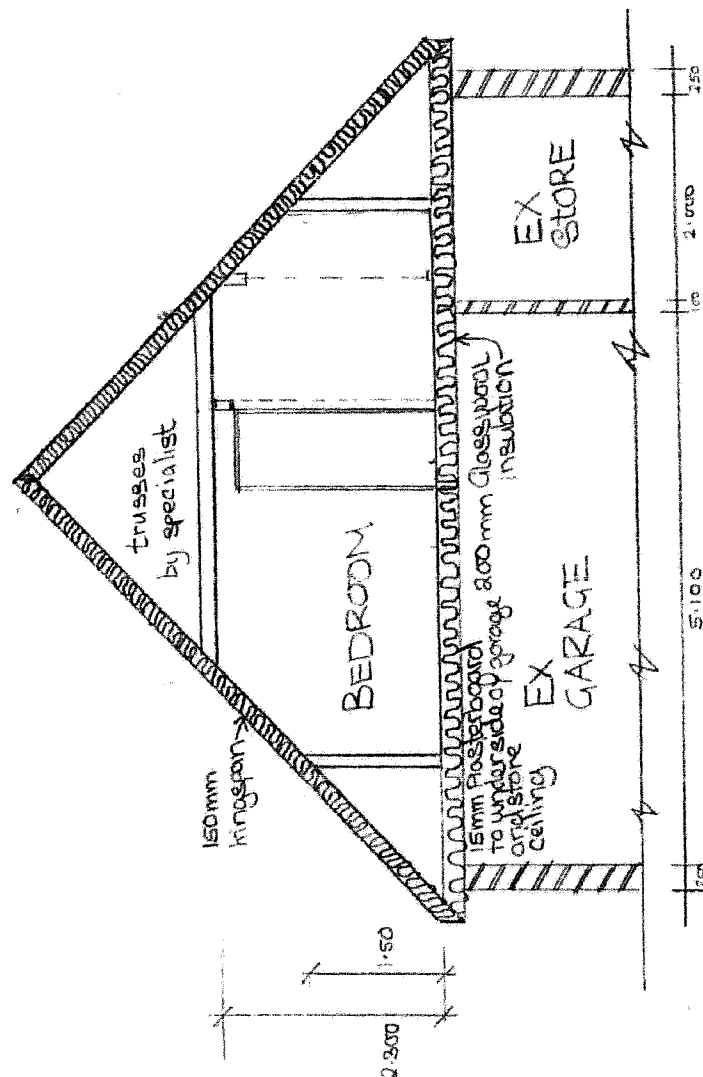 trusses
by specialist
150mm
kingspan
BEDROOM
15mm Plasterboard
to underside of garage
and store
ceiling
200mm Glasswool
insulation
EX
GARAGE
EX
STORE
2.300
1.50
5.100
100
2.000
250